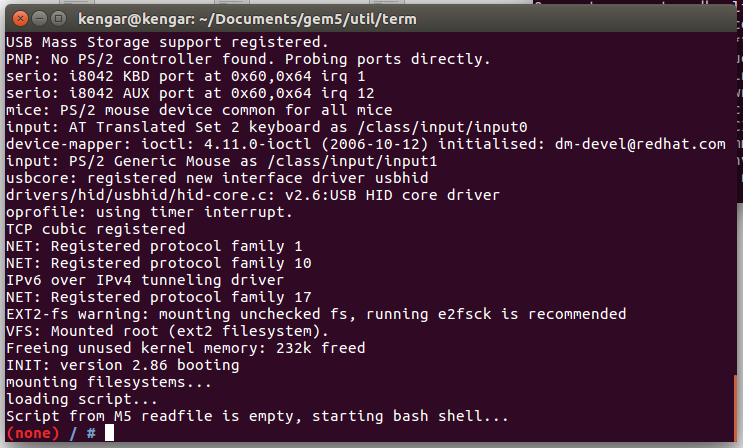 kengar@kengar: ~/Documents/gem5/util/term
USB Mass Storage support registered.
PNP: No PS/2 controller found. Probing ports directly.
serio: i8042 KBD port at 0x60,0x64 irq 1
serio: i8042 AUX port at 0x60,0x64 irq 12
mice: PS/2 mouse device common for all mice
input: AT Translated Set 2 keyboard as /class/input/input0
device-mapper: ioctl: 4.11.0-ioctl (2006-10-12) initialised: dm-devel@redhat.com
input: PS/2 Generic Mouse as /class/input/input1
usbcore: registered new interface driver usbhid
drivers/hid/usbhid/hid-core.c: v2.6:USB HID core driver
oprofile: using timer interrupt.
TCP cubic registered
NET: Registered protocol family 1
NET: Registered protocol family 10
IPv6 over IPv4 tunneling driver
NET: Registered protocol family 17
EXT2-fs warning: mounting unchecked fs, running e2fsck is recommended
VFS: Mounted root (ext2 filesystem).
Freeing unused kernel memory: 232k freed
INIT: version 2.86 booting
mounting filesystems...
loading script...
Script from M5 readfile is empty, starting bash shell...
(none) / #